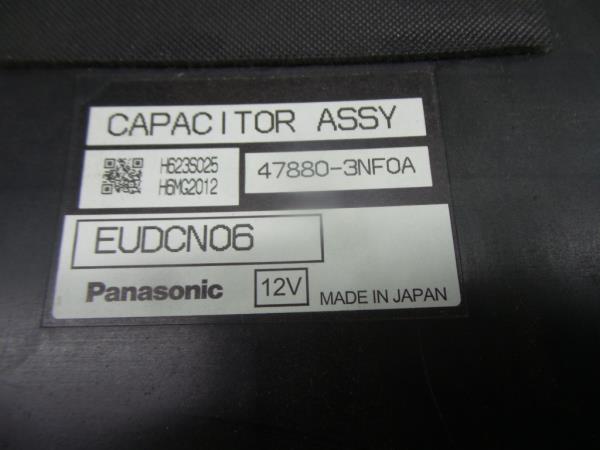 CAPACITOR ASSY
H623S025
H6MG2012
47880-3NF0A
EUDCN06
Panasonic 12V MADE IN JAPAN